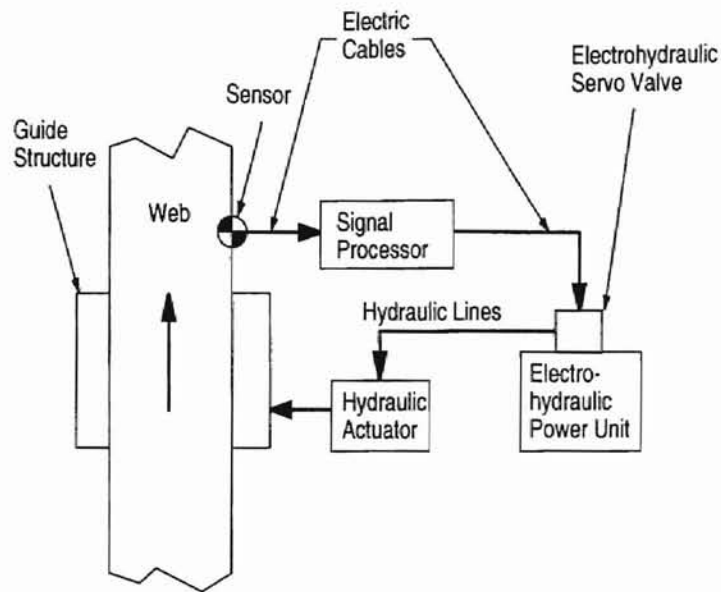 Electric
Cables
Electrohydraulic
Servo Valve
Sensor
Guide
Structure
Web
Signal
Processor
Hydraulic Lines
Hydraulic
Actuator
Electro-
hydraulic
Power Unit